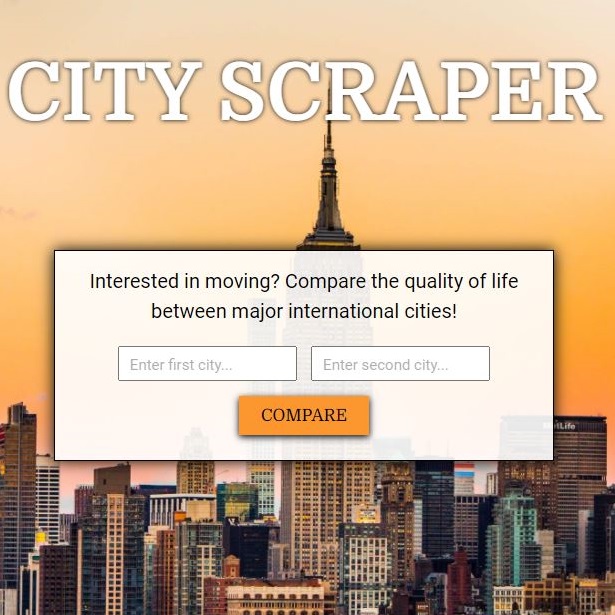 CITY SCRAPER
Interested in moving? Compare the quality of life
between major international cities!
Enter first city... Enter second city...
COMPARE
MetLife